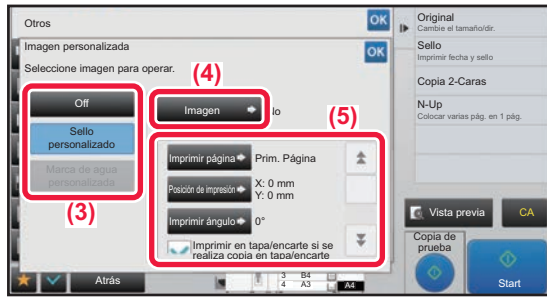 Otros
OK
Imagen personalizada
OK
Seleccione imagen para operar.
(3)
Off
Sello
personalizado
Marca de agua
personalizada
(4)
Imagen
(5)
Imprimir página
Prim. Página
Posición de impresión
X: 0 mm
Y: 0 mm
Imprimir ángulo
0°
Imprimir en tapa/encarte si se
realiza copia en tapa/encarte
Atrás
3 B4
4 A3
A4
Original
Cambie el tamaño/dir.
Sello
Imprimir fecha y sello
Copia 2-Caras
N-Up
Colocar varias pág. en 1 pág.
Vista previa
CA
Copia de
prueba
Start